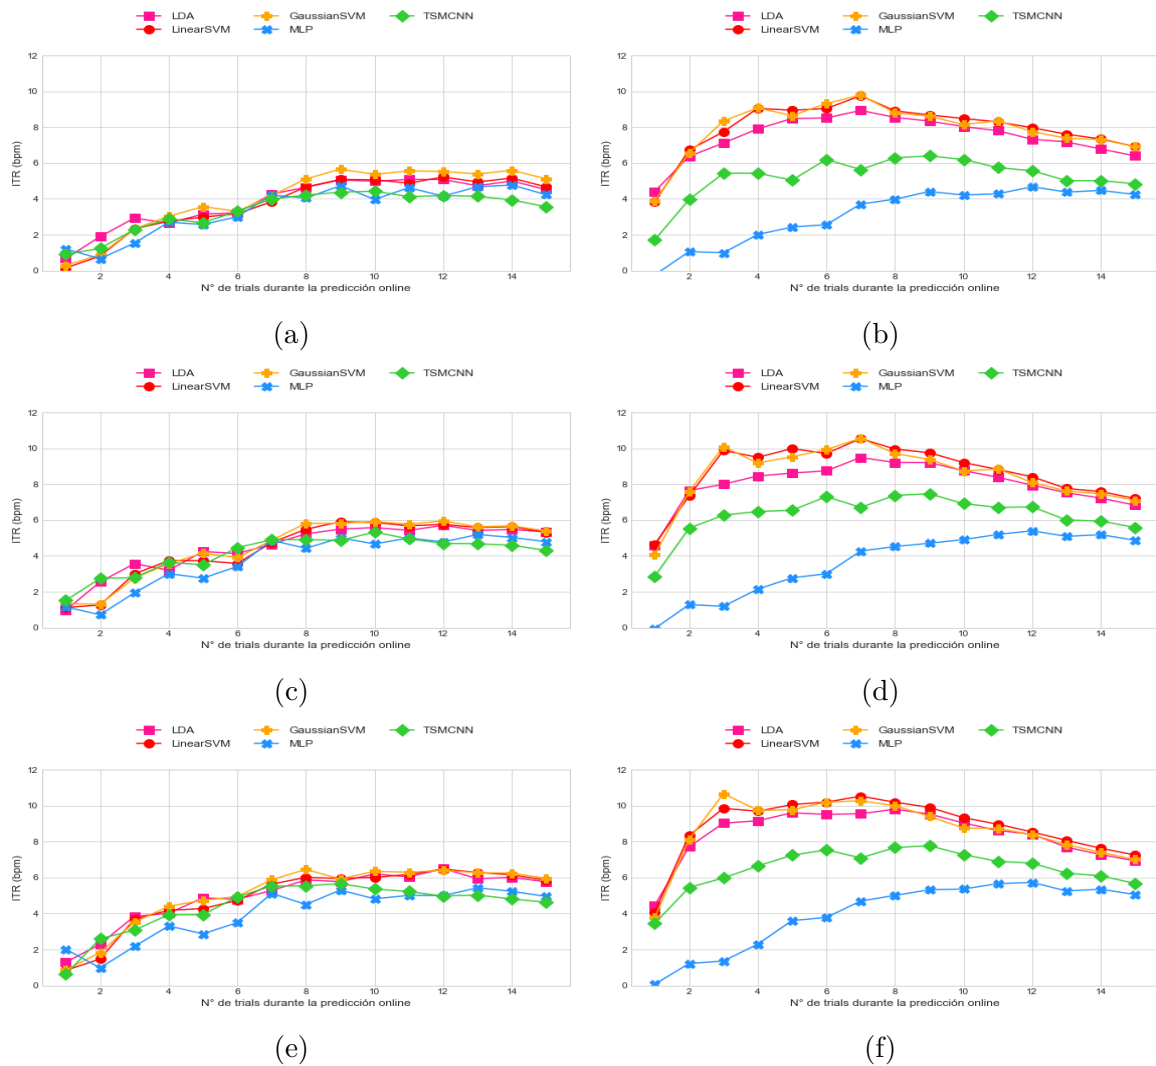 LDA GaussianSVM TSMCNN
LinearSVM MLP
12
10
8
6
4
2
0
ITR (bpm)
2 4 6 8 10 12 14
N° de trials durante la predicción online
(a)
LDA GaussianSVM TSMCNN
LinearSVM MLP
12
10
8
6
4
2
0
ITR (bpm)
2 4 6 8 10 12 14
N° de trials durante la predicción online
(b)
LDA GaussianSVM TSMCNN
LinearSVM MLP
12
10
8
6
4
2
0
ITR (bpm)
2 4 6 8 10 12 14
N° de trials durante la predicción online
(c)
LDA GaussianSVM TSMCNN
LinearSVM MLP
12
10
8
6
4
2
0
ITR (bpm)
2 4 6 8 10 12 14
N° de trials durante la predicción online
(d)
LDA GaussianSVM TSMCNN
LinearSVM MLP
12
10
8
6
4
2
0
ITR (bpm)
2 4 6 8 10 12 14
N° de trials durante la predicción online
(e)
LDA GaussianSVM TSMCNN
LinearSVM MLP
12
10
8
6
4
2
0
ITR (bpm)
2 4 6 8 10 12 14
N° de trials durante la predicción online
(f)